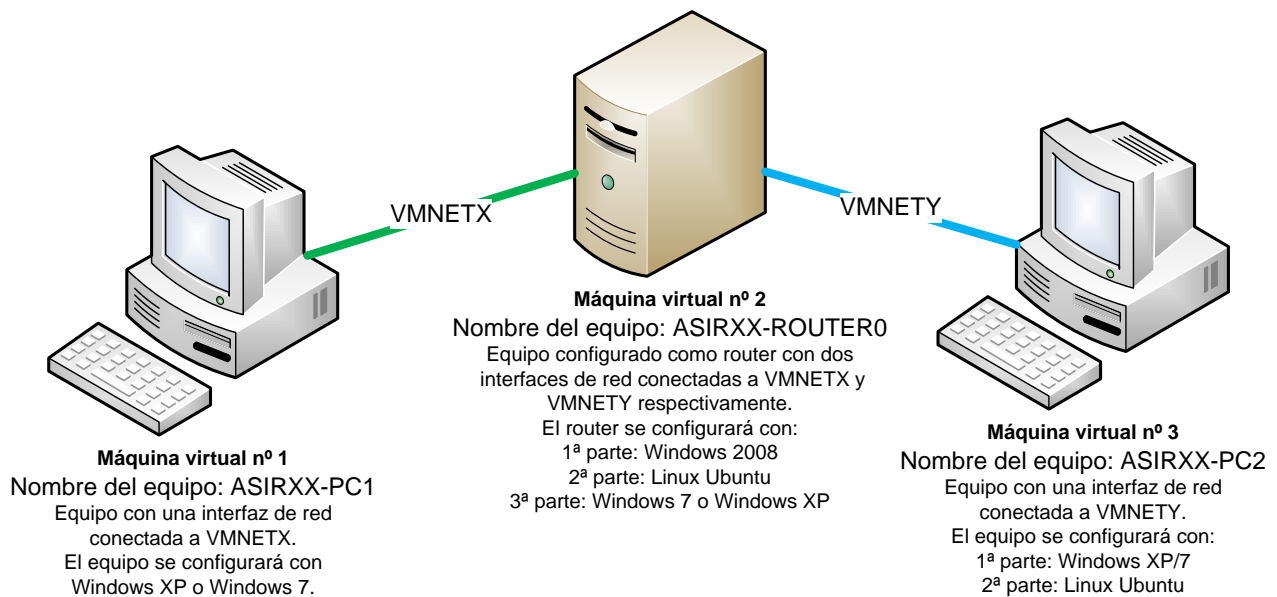 VMNETX
VMNETY
Máquina virtual nº 2
Nombre del equipo: ASIRXX-ROUTER0
Equipo configurado como router con dos
interfaces de red conectadas a VMNETX y
VMNETY respectivamente.
El router se configurará con:
1ª parte: Windows 2008
2ª parte: Linux Ubuntu
3ª parte: Windows 7 o Windows XP
Máquina virtual nº 1
Nombre del equipo: ASIRXX-PC1
Equipo con una interfaz de red
conectada a VMNETX.
El equipo se configurará con
Windows XP o Windows 7.
Máquina virtual nº 3
Nombre del equipo: ASIRXX-PC2
Equipo con una interfaz de red
conectada a VMNETY.
El equipo se configurará con:
1ª parte: Windows XP/7
2ª parte: Linux Ubuntu